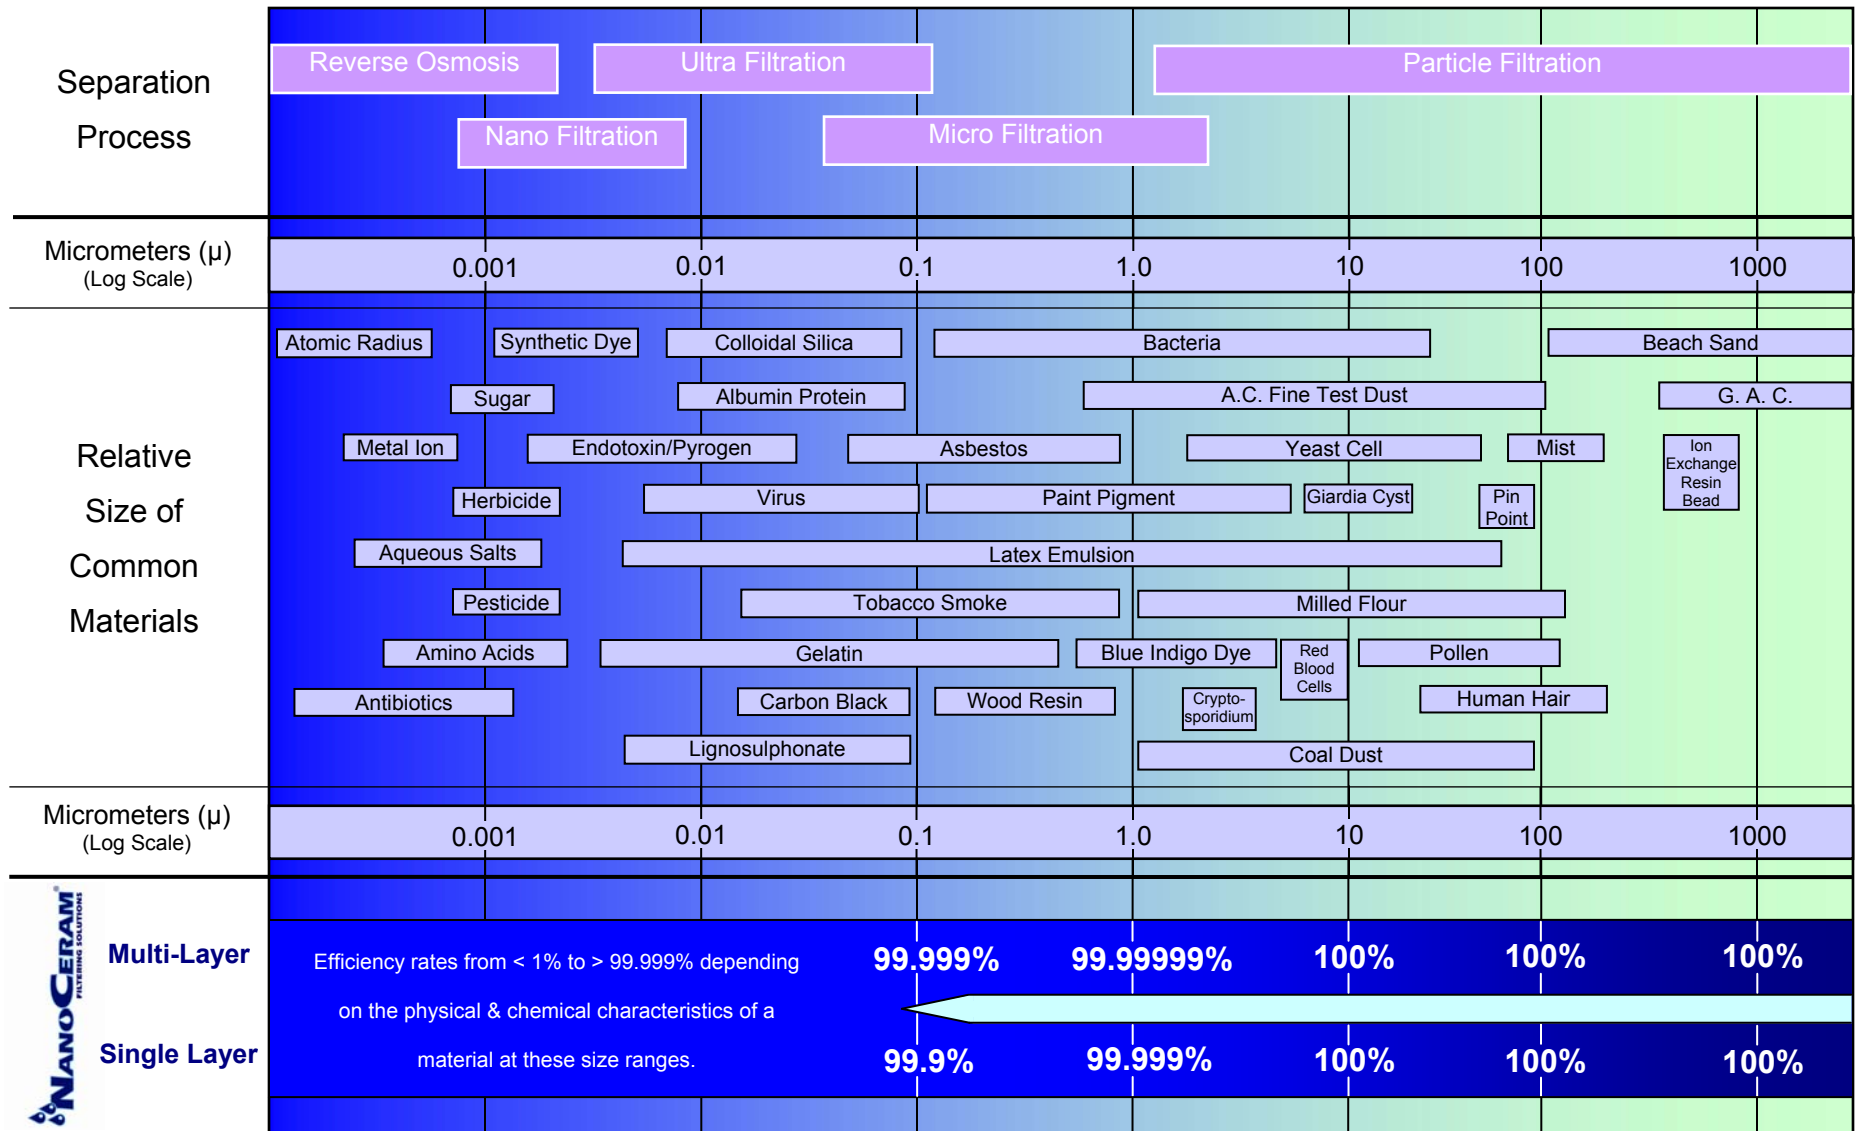 Separation
Process
Reverse Osmosis
Ultra Filtration
Particle Filtration
Nano Filtration
Micro Filtration
Micrometers (µ)
(Log Scale)
0.001
0.01
0.1
1.0
10
100
1000
Relative
Size of
Common
Materials
Atomic Radius
Synthetic Dye
Colloidal Silica
Bacteria
Beach Sand
Sugar
Albumin Protein
A.C. Fine Test Dust
G. A. C.
Metal Ion
Endotoxin/Pyrogen
Asbestos
Yeast Cell
Mist
Ion
Exchange
Resin
Bead
Herbicide
Virus
Paint Pigment
Giardia Cyst
Pin
Point
Aqueous Salts
Latex Emulsion
Pesticide
Tobacco Smoke
Milled Flour
Amino Acids
Gelatin
Blue Indigo Dye
Red
Blood
Cells
Pollen
Antibiotics
Carbon Black
Wood Resin
Crypto-
sporidium
Human Hair
Lignosulphonate
Coal Dust
Micrometers (µ)
(Log Scale)
0.001
0.01
0.1
1.0
10
100
1000
NANOCERAM®
FILTERING SOLUTIONS
Multi-Layer
Single Layer
Efficiency rates from < 1% to > 99.999% depending
on the physical & chemical characteristics of a
material at these size ranges.
99.999%
99.99999%
100%
100%
100%
99.9%
99.999%
100%
100%
100%